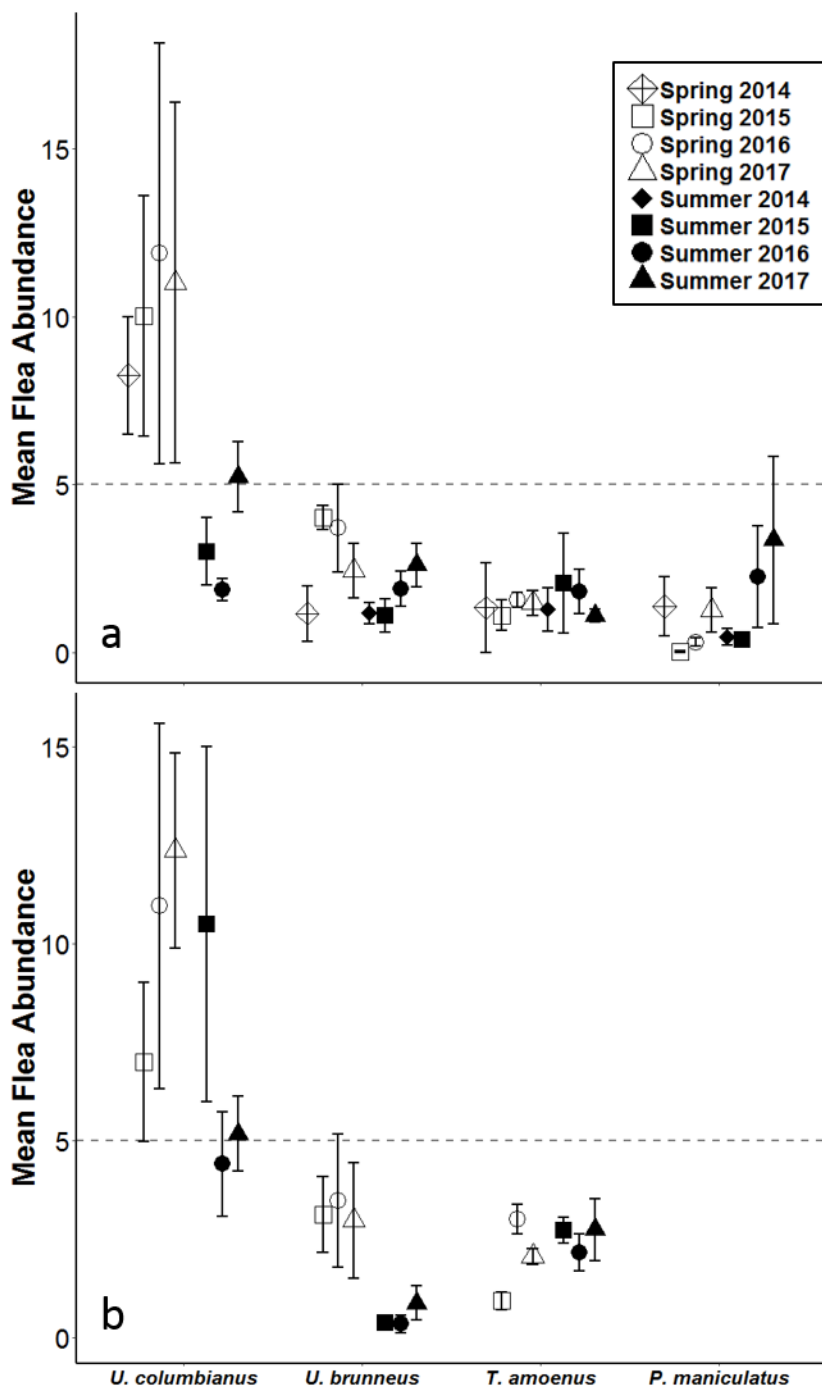 Mean Flea Abundance
15
10
5
0
Spring 2014
Spring 2015
Spring 2016
Spring 2017
Summer 2014
Summer 2015
Summer 2016
Summer 2017
a
Mean Flea Abundance
15
10
5
0
b
U. columbianus U. brunneus T. amoenus P. maniculatus